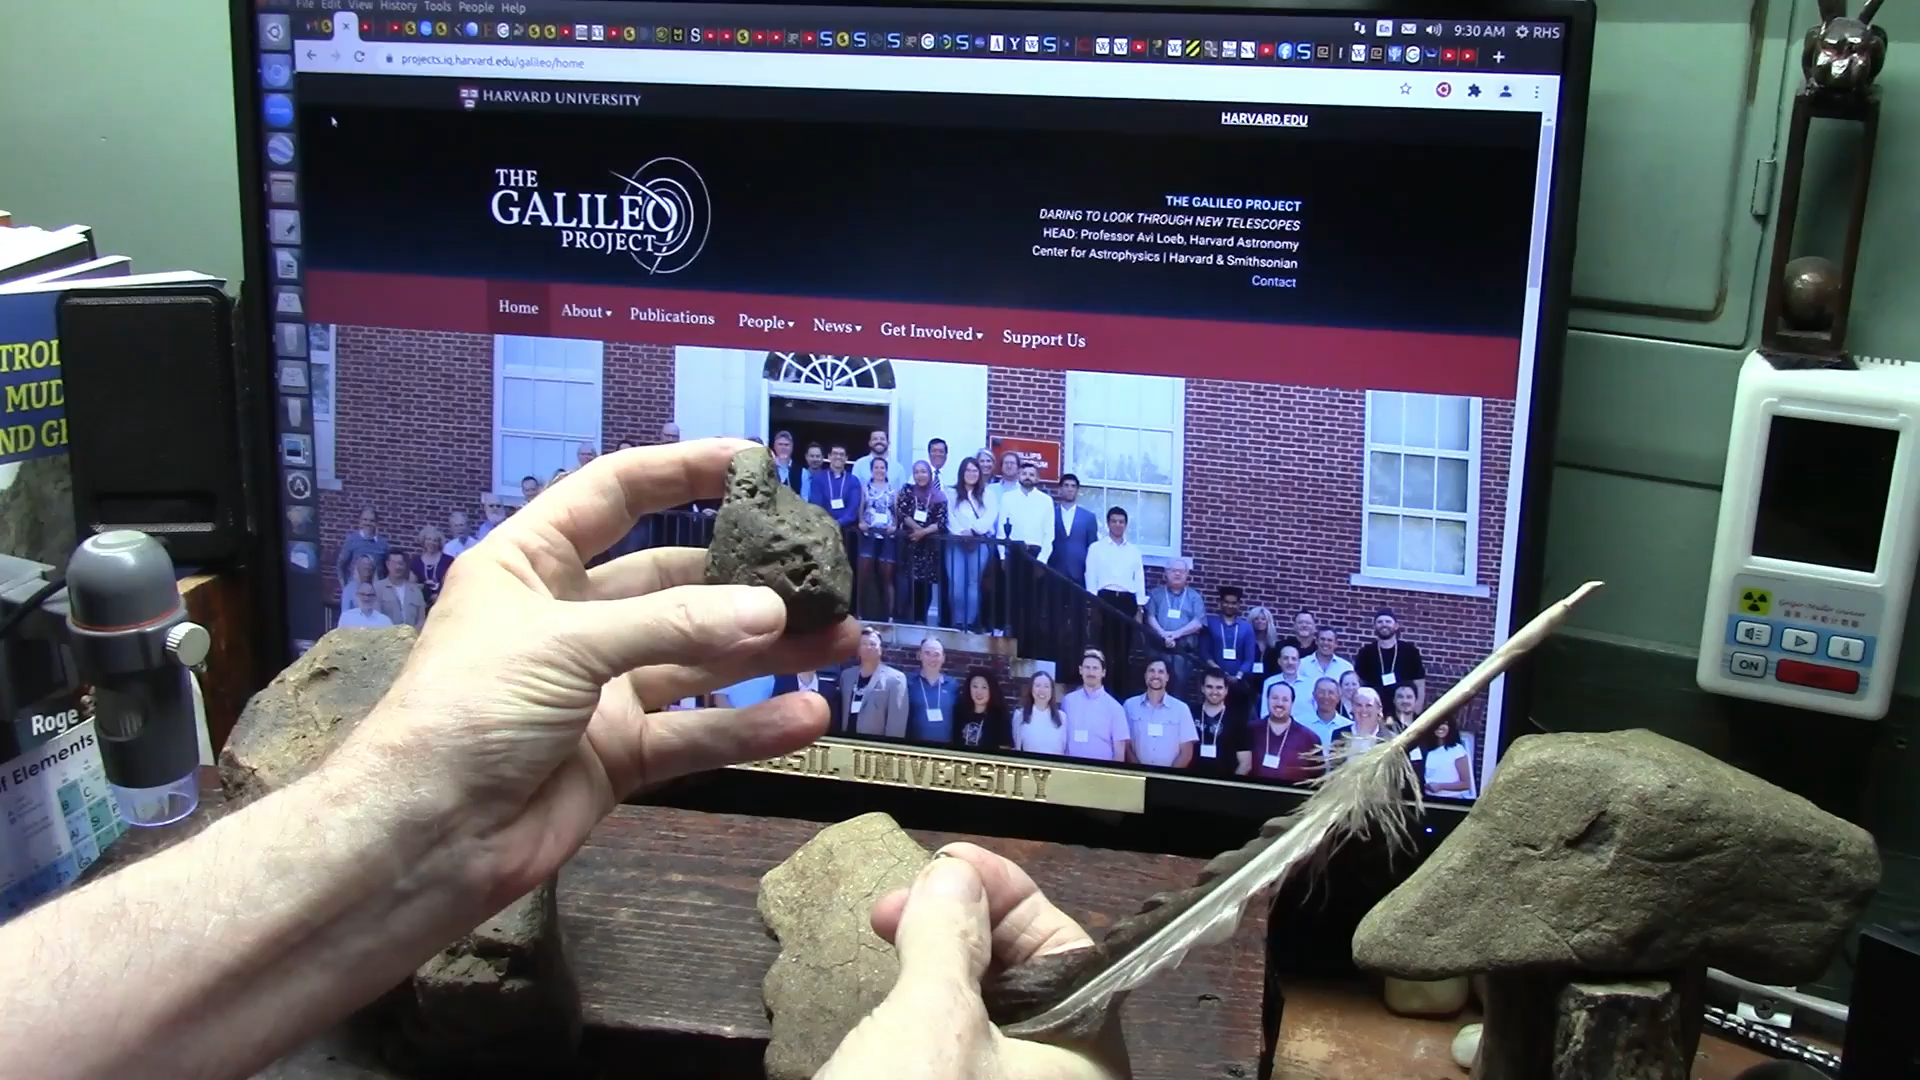 File Edit View History Tools People Help
En
9:30 AM
RHS
projects.iq.harvard.edu/galileo/home
HARVARD UNIVERSITY
HARVARD.EDU
THE
GALILEO
PROJECT
THE GALILEO PROJECT
DARING TO LOOK THROUGH NEW TELESCOPES
HEAD: Professor Avi Loeb, Harvard Astronomy
Center for Astrophysics | Harvard & Smithsonian
Contact
Home
About
Publications
People
News
Get Involved
Support Us
D
UNIVERSITY
Roge
of Elements
ON